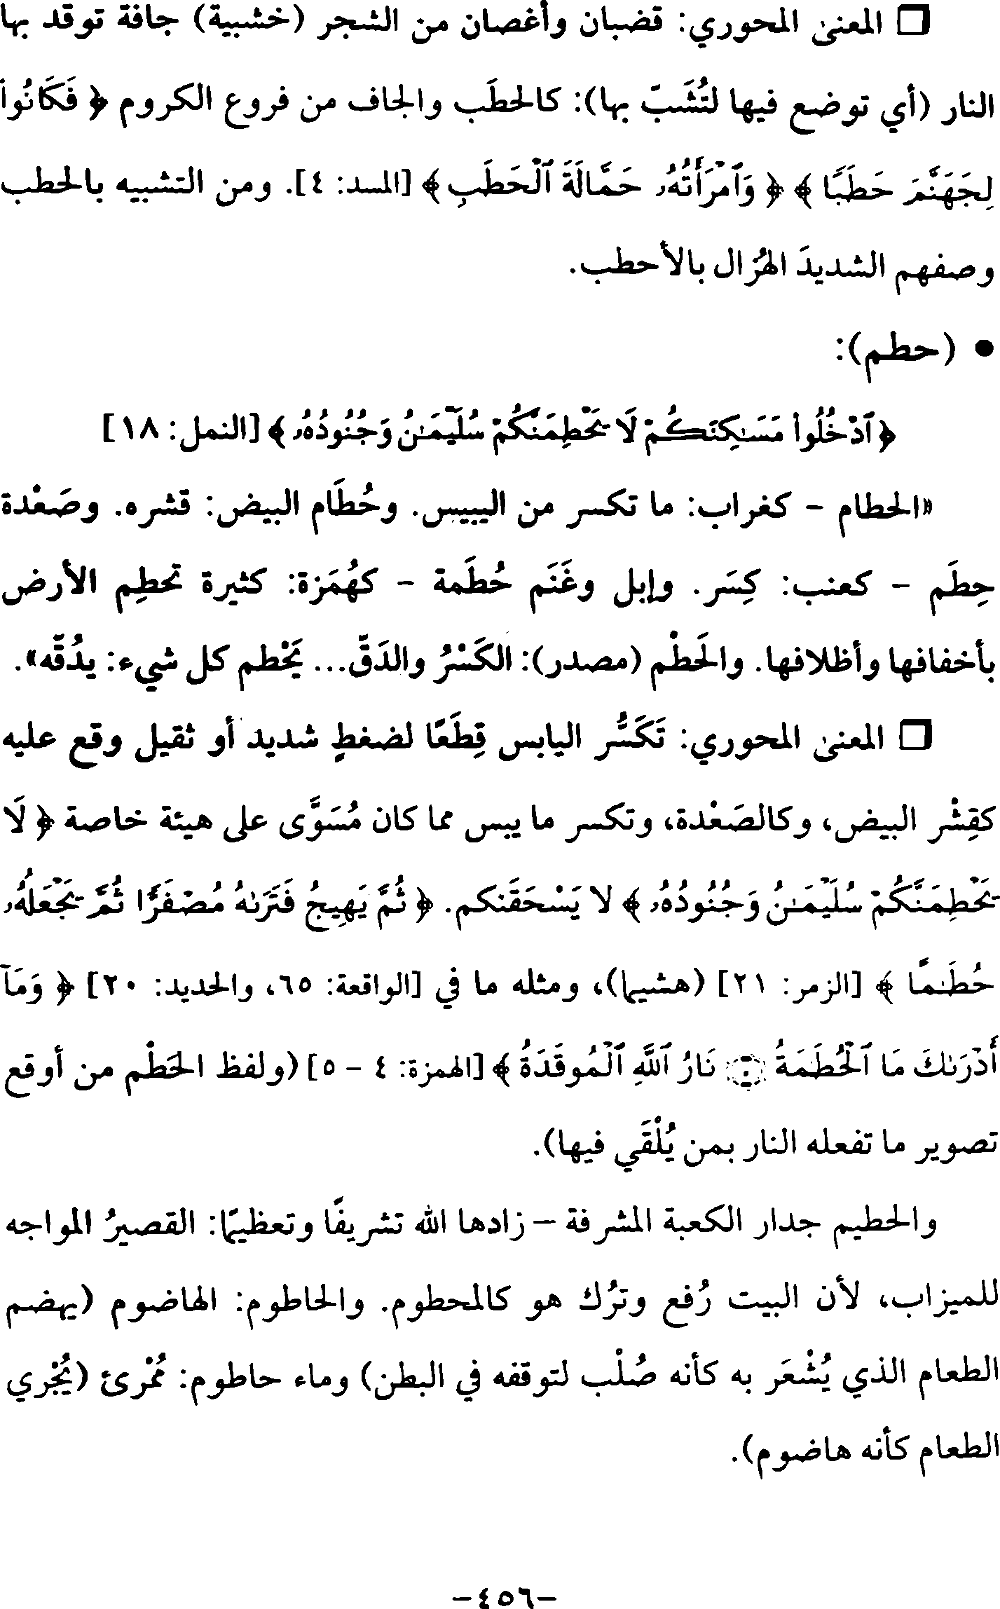 ❒ المعنىٰ المحوري: قضبان وأغصان من الشجر (خشبية) جافة توقد بها
النار (أي توضع فيها لتُشَبّ بها): كالحطَب والجاف من فروع الكروم ﴿ فَكَانُوا۟
لِجَهَنَّمَ حَطَبًا ﴾ ﴿ وَٱمْرَأَتُهُۥ حَمَّالَةَ ٱلْحَطَبِ ﴾ [المسد: ٤]. ومن التشبيه بالحطب
وصفهم الشديدَ الهُزال بالأحطب.
• (حطم):
﴿ ٱدْخُلُوا۟ مَسَـٰكِنَكُمْ لَا يَحْطِمَنَّكُمْ سُلَيْمَـٰنُ وَجُنُودُهُۥ ﴾ [النمل: ١٨]
«الحطام - كغراب: ما تكسر من اليبيس. وحُطَام البيض: قشره. وصَعْدة
حِطَم - كعنب: كِسَر. وإبل وغَنَم حُطَمة - كهُمَزة: كثيرة تحطِم الأرض
بأخفافها وأظلافها. والحَطْم (مصدر): الكَسْرُ والدَقّ... يَحْطم كل شيء: يدُقّه».
❒ المعنىٰ المحوري: تَكَسُّر اليابس قِطَعًا لضغطٍ شديد أو ثقيل وقع عليه
كقِشْر البيض، وكالصَعْدة، وتكسر ما يبس مما كان مُسَوًّى على هيئة خاصة ﴿ لَا
يَحْطِمَنَّكُمْ سُلَيْمَـٰنُ وَجُنُودُهُۥ ﴾ لا يَسْحَقَنكم. ﴿ ثُمَّ يَهِيجُ فَتَرَىٰهُ مُصْفَرًّا ثُمَّ يَجْعَلُهُۥ
حُطَـٰمًا ﴾ [الزمر: ٢١] (هشيما)، ومثله ما في [الواقعة: ٦٥، والحديد: ٢٠] ﴿ وَمَآ
أَدْرَىٰكَ مَا ٱلْحُطَمَةُ ۝ نَارُ ٱللَّهِ ٱلْمُوقَدَةُ ﴾ [الهمزة: ٤ - ٥] (ولفظ الحَطْم من أوقع
تصوير ما تفعله النار بمن يُلْقَي فيها).
والحطيم جدار الكعبة المشرفة – زادها الله تشريفًا وتعظيمًا: القصيرُ المواجه
للميزاب، لأن البيت رُفع وترُك هو كالمحطوم. والحاطوم: الهاضوم (يهضم
الطعام الذي يُشْعَر به كأنه صُلْب لتوقفه في البطن) وماء حاطوم: مُمْرئ (يُجْري
الطعام كأنه هاضوم).
-٤٥٦-